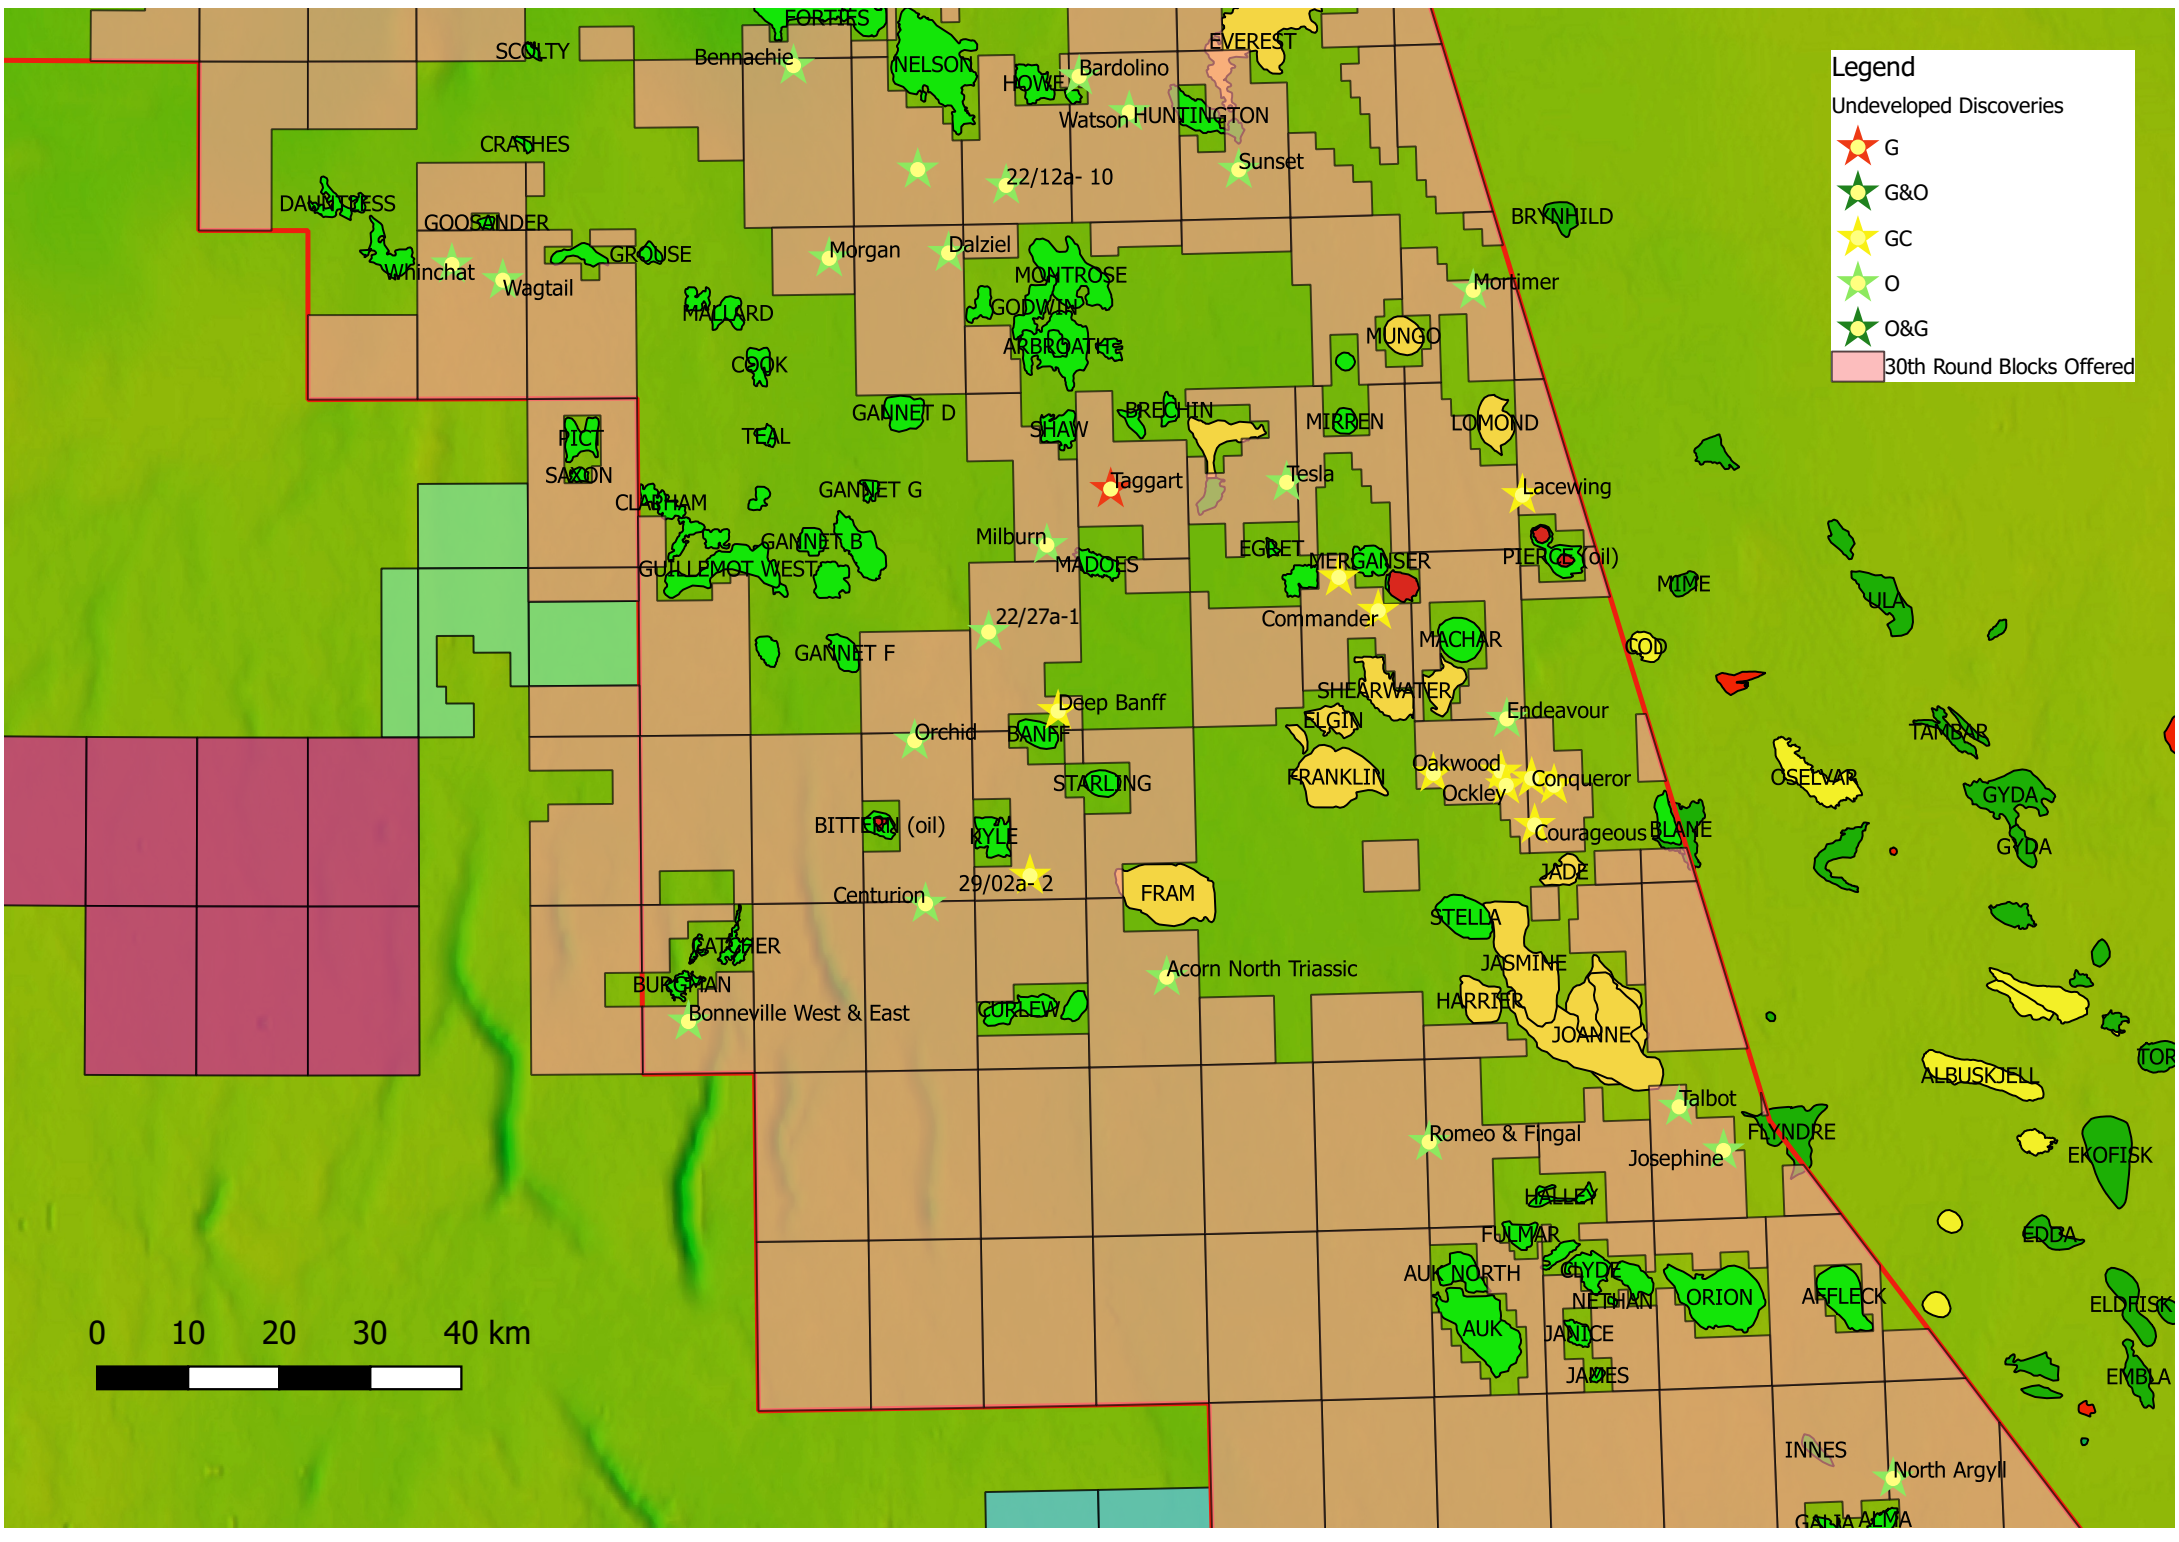 FORTIES
SCOLTY
Bennachie
NELSON
HOWE
Bardolino
EVEREST
Watson
HUNTINGTON
CRATHES
Sunset
22/12a- 10
DAUNTLESS
GOOSANDER
GROUSE
Whinchat
Wagtail
Morgan
Dalziel
MONTROSE
GODWIN
ARBROATH
MALLARD
COOK
BRYNHILD
Mortimer
MUNGO
GANNET D
BRECHIN
SHAW
MIRREN
LOMOND
PICT
SAXON
TEAL
CLAPHAM
GANNET G
Taggart
Tesla
Lacewing
GANNET B
Milburn
EGRET
MERGANSER
PIERCE (oil)
GUILLEMOT WEST
MADOES
MIME
ULA
22/27a-1
Commander
MACHAR
COD
GANNET F
SHEARWATER
Deep Banff
ELGIN
Endeavour
Orchid
BANFF
TAMBAR
STARLING
FRANKLIN
Oakwood
Ockley
Conqueror
OSELVAR
GYDA
BITTERN (oil)
KYLE
Courageous
BLANE
GYDA
Centurion
29/02a- 2
FRAM
JADE
STELLA
CATCHER
BURGMAN
Acorn North Triassic
JASMINE
HARRIER
Bonneville West & East
CURLEW
JOANNE
TOR
ALBUSKJELL
Talbot
Romeo & Fingal
Josephine
FLYNDRE
EKOFISK
HALLEY
FULMAR
EDDA
AUK NORTH
CLYDE
NETHAN
ORION
AFFLECK
ELDFISK
AUK
JANICE
JAMES
EMBLA
INNES
North Argyll
GALIA
ALMA
Legend
Undeveloped Discoveries
G
G&O
GC
O
O&G
30th Round Blocks Offered
0 10 20 30 40 km